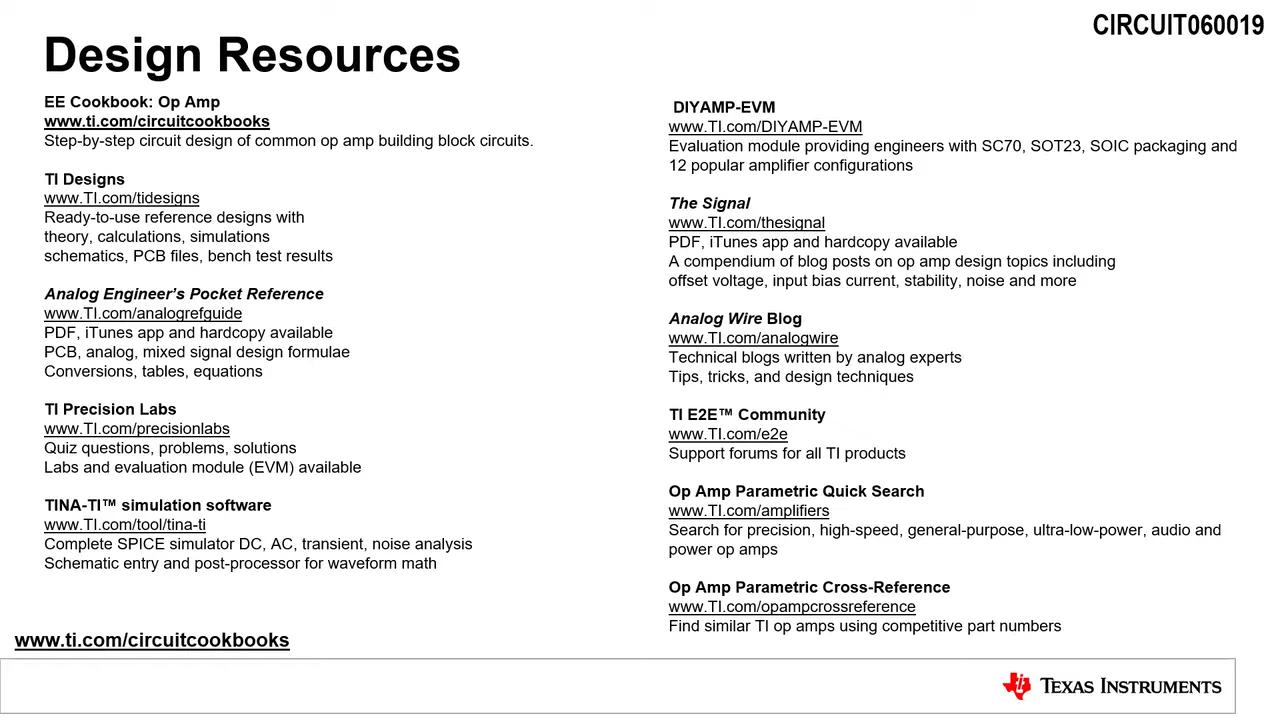 CIRCUIT060019
Design Resources
EE Cookbook: Op Amp
www.ti.com/circuitcookbooks
Step-by-step circuit design of common op amp building block circuits.
TI Designs
www.TI.com/tidesigns
Ready-to-use reference designs with
theory, calculations, simulations
schematics, PCB files, bench test results
Analog Engineer's Pocket Reference
www.TI.com/analogrefguide
PDF, iTunes app and hardcopy available
PCB, analog, mixed signal design formulae
Conversions, tables, equations
TI Precision Labs
www.TI.com/precisionlabs
Quiz questions, problems, solutions
Labs and evaluation module (EVM) available
TINA-TI™ simulation software
www.TI.com/tool/tina-ti
Complete SPICE simulator DC, AC, transient, noise analysis
Schematic entry and post-processor for waveform math
DIYAMP-EVM
www.TI.com/DIYAMP-EVM
Evaluation module providing engineers with SC70, SOT23, SOIC packaging and
12 popular amplifier configurations
The Signal
www.TI.com/thesignal
PDF, iTunes app and hardcopy available
A compendium of blog posts on op amp design topics including
offset voltage, input bias current, stability, noise and more
Analog Wire Blog
www.TI.com/analogwire
Technical blogs written by analog experts
Tips, tricks, and design techniques
TI E2E™ Community
www.TI.com/e2e
Support forums for all TI products
Op Amp Parametric Quick Search
www.TI.com/amplifiers
Search for precision, high-speed, general-purpose, ultra-low-power, audio and
power op amps
Op Amp Parametric Cross-Reference
www.TI.com/opampcrossreference
Find similar TI op amps using competitive part numbers
www.ti.com/circuitcookbooks
TEXAS INSTRUMENTS